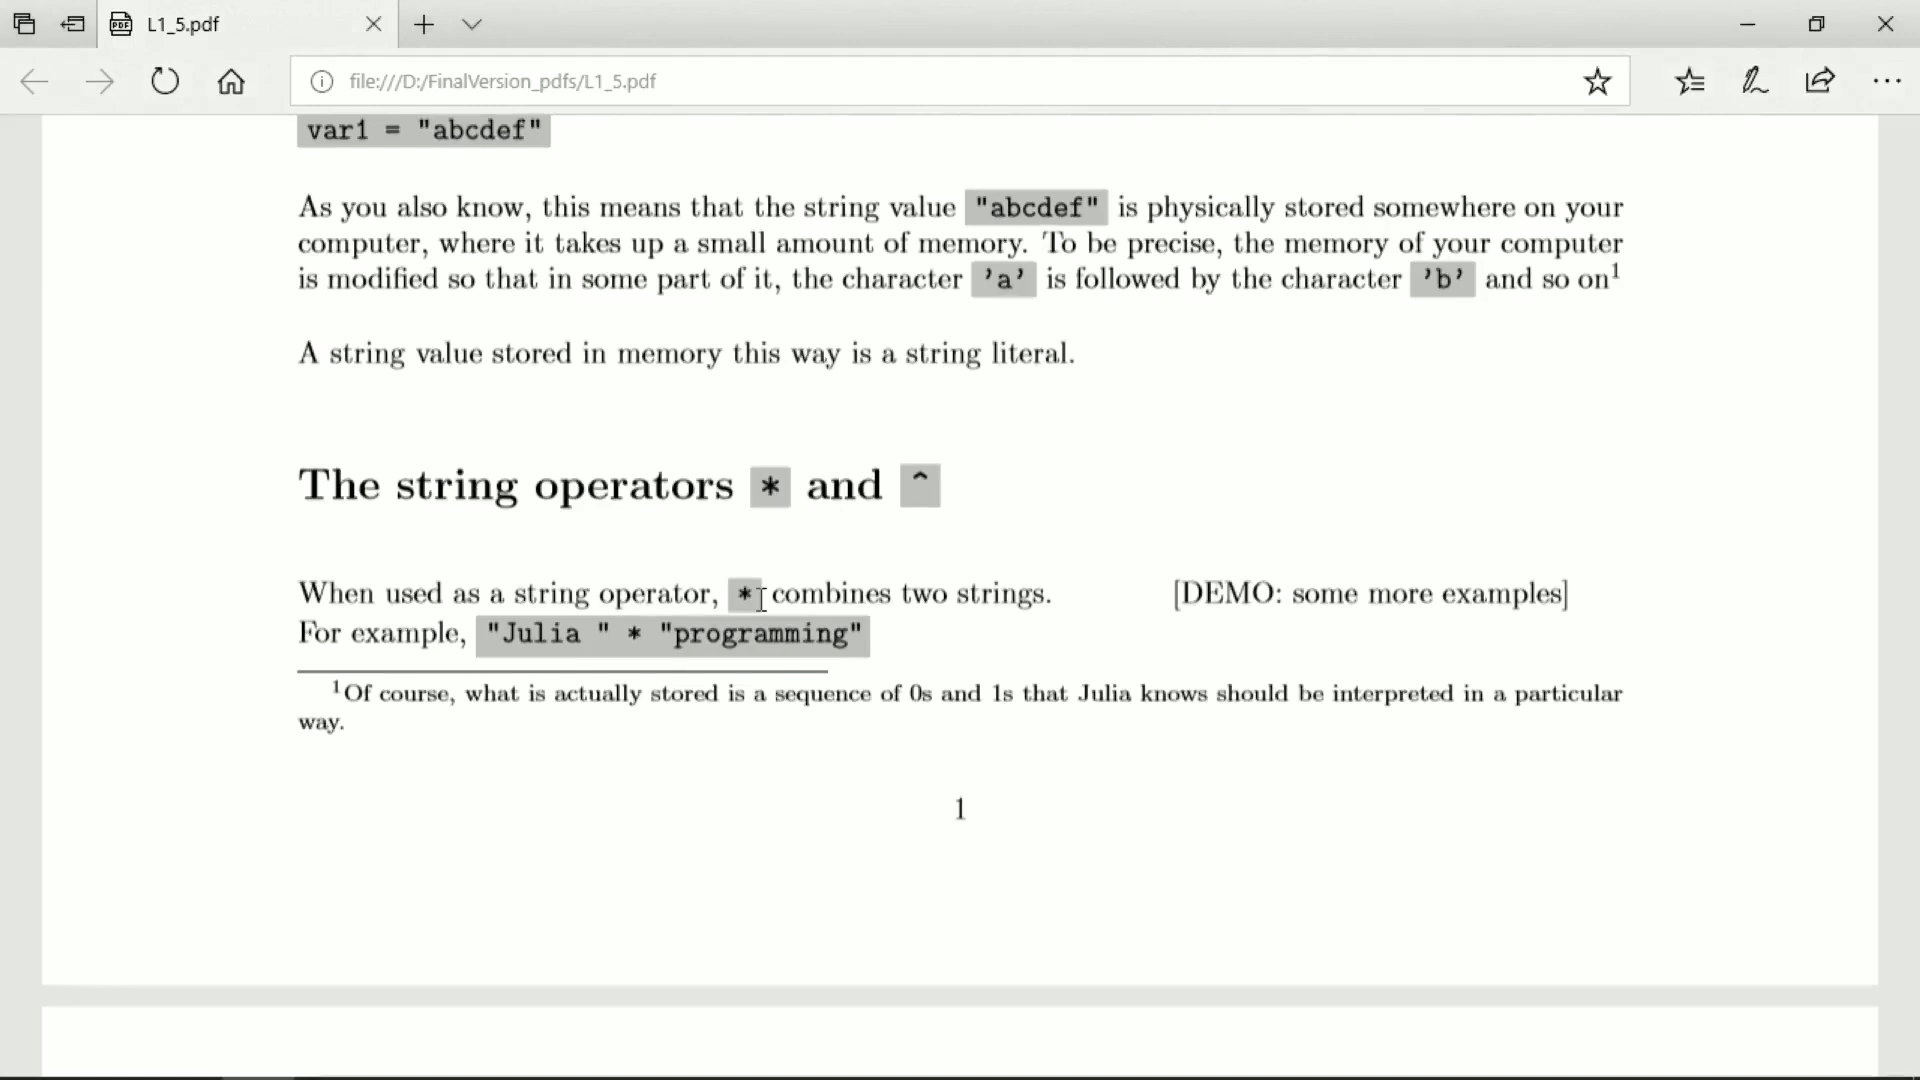 L1_5.pdf
file:///D:/FinalVersion_pdfs/L1_5.pdf
var1 = "abcdef"
As you also know, this means that the string value "abcdef" is physically stored somewhere on your
computer, where it takes up a small amount of memory. To be precise, the memory of your computer
is modified so that in some part of it, the character ’a’ is followed by the character ’b’ and so on¹
A string value stored in memory this way is a string literal.
The string operators * and ^
When used as a string operator, * combines two strings. [DEMO: some more examples]
For example, "Julia " * "programming"
¹Of course, what is actually stored is a sequence of 0s and 1s that Julia knows should be interpreted in a particular
way.
1